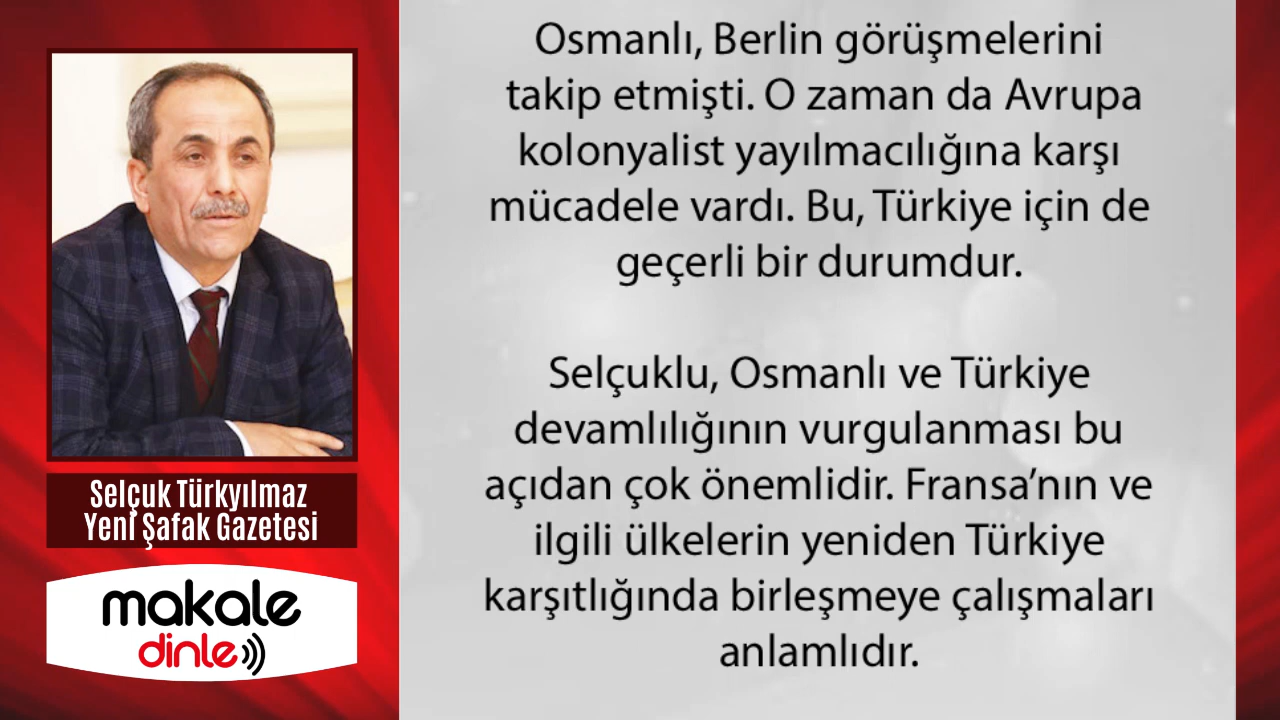 Osmanlı, Berlin görüşmelerini
takip etmişti. O zaman da Avrupa
kolonyalist yayılmacılığına karşı
mücadele vardı. Bu, Türkiye için de
geçerli bir durumdur.
Selçuklu, Osmanlı ve Türkiye
devamlılığının vurgulanması bu
açıdan çok önemlidir. Fransa’nın ve
ilgili ülkelerin yeniden Türkiye
karşıtlığında birleşmeye çalışmaları
anlamlıdır.
Selçuk Türkyılmaz
Yeni Şafak Gazetesi
makale
dinle